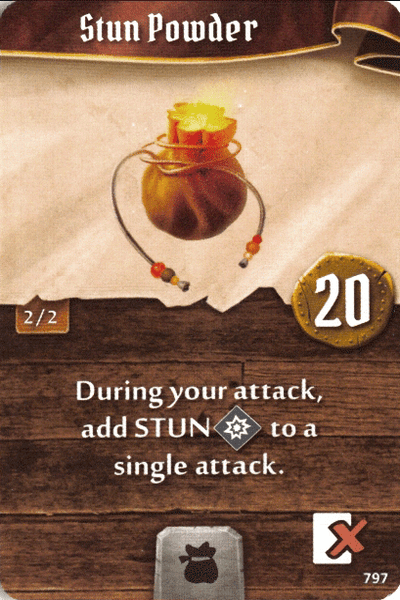 Stun Powder
2/2
20
During your attack,
add STUN to a
single attack.
797